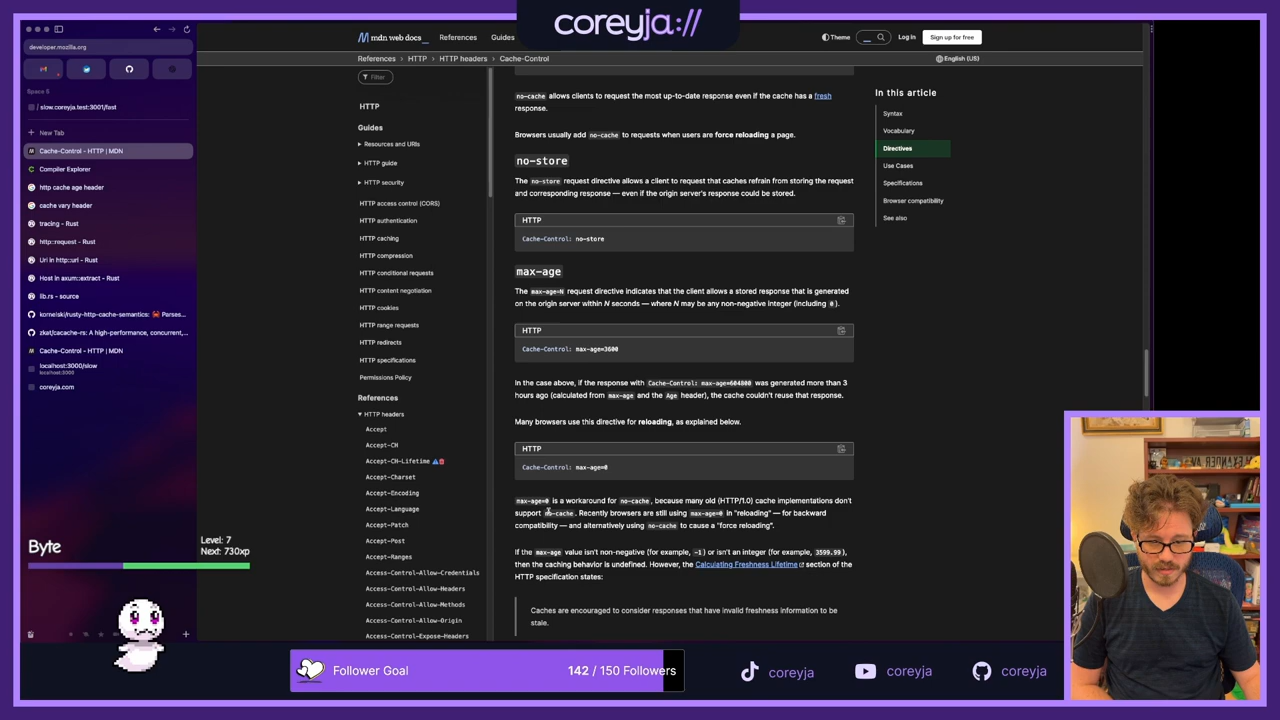 coreyja://
developer.mozilla.org
Space 5
/ slow.coreyja.test:3001/fast
New Tab
Cache-Control - HTTP | MDN
Compiler Explorer
http cache age header
cache vary header
tracing - Rust
http::request - Rust
Uri in http::uri - Rust
Host in axum::extract - Rust
lib.rs - source
kornelski/rusty-http-cache-semantics: Parses...
zkat/cacache-rs: A high-performance, concurrent,...
Cache-Control - HTTP | MDN
localhost:3000/slow
localhost:3000
coreyja.com
Byte
Level: 7
Next: 730xp
mdn web docs_
References
Guides
Theme
Log in
Sign up for free
References
HTTP
HTTP headers
Cache-Control
English (US)
Filter
HTTP
Guides
Resources and URIs
HTTP guide
HTTP security
HTTP access control (CORS)
HTTP authentication
HTTP caching
HTTP compression
HTTP conditional requests
HTTP content negotiation
HTTP cookies
HTTP range requests
HTTP redirects
HTTP specifications
Permissions Policy
References
HTTP headers
Accept
Accept-CH
Accept-CH-Lifetime
Accept-Charset
Accept-Encoding
Accept-Language
Accept-Patch
Accept-Post
Accept-Ranges
Access-Control-Allow-Credentials
Access-Control-Allow-Headers
Access-Control-Allow-Methods
Access-Control-Allow-Origin
Access-Control-Expose-Headers
no-cache allows clients to request the most up-to-date response even if the cache has a fresh
response.
Browsers usually add no-cache to requests when users are force reloading a page.
no-store
The no-store request directive allows a client to request that caches refrain from storing the request
and corresponding response — even if the origin server's response could be stored.
HTTP
Cache-Control: no-store
max-age
The max-age=N request directive indicates that the client allows a stored response that is generated
on the origin server within N seconds — where N may be any non-negative integer (including 0).
HTTP
Cache-Control: max-age=3600
In the case above, if the response with Cache-Control: max-age=604800 was generated more than 3
hours ago (calculated from max-age and the Age header), the cache couldn't reuse that response.
Many browsers use this directive for reloading, as explained below.
HTTP
Cache-Control: max-age=0
max-age=0 is a workaround for no-cache, because many old (HTTP/1.0) cache implementations don't
support no-cache. Recently browsers are still using max-age=0 in "reloading" — for backward
compatibility — and alternatively using no-cache to cause a "force reloading".
If the max-age value isn't non-negative (for example, -1) or isn't an integer (for example, 3599.99),
then the caching behavior is undefined. However, the Calculating Freshness Lifetime section of the
HTTP specification states:
Caches are encouraged to consider responses that have invalid freshness information to be
stale.
In this article
Syntax
Vocabulary
Directives
Use Cases
Specifications
Browser compatibility
See also
Follower Goal
142 / 150 Followers
coreyja
coreyja
coreyja